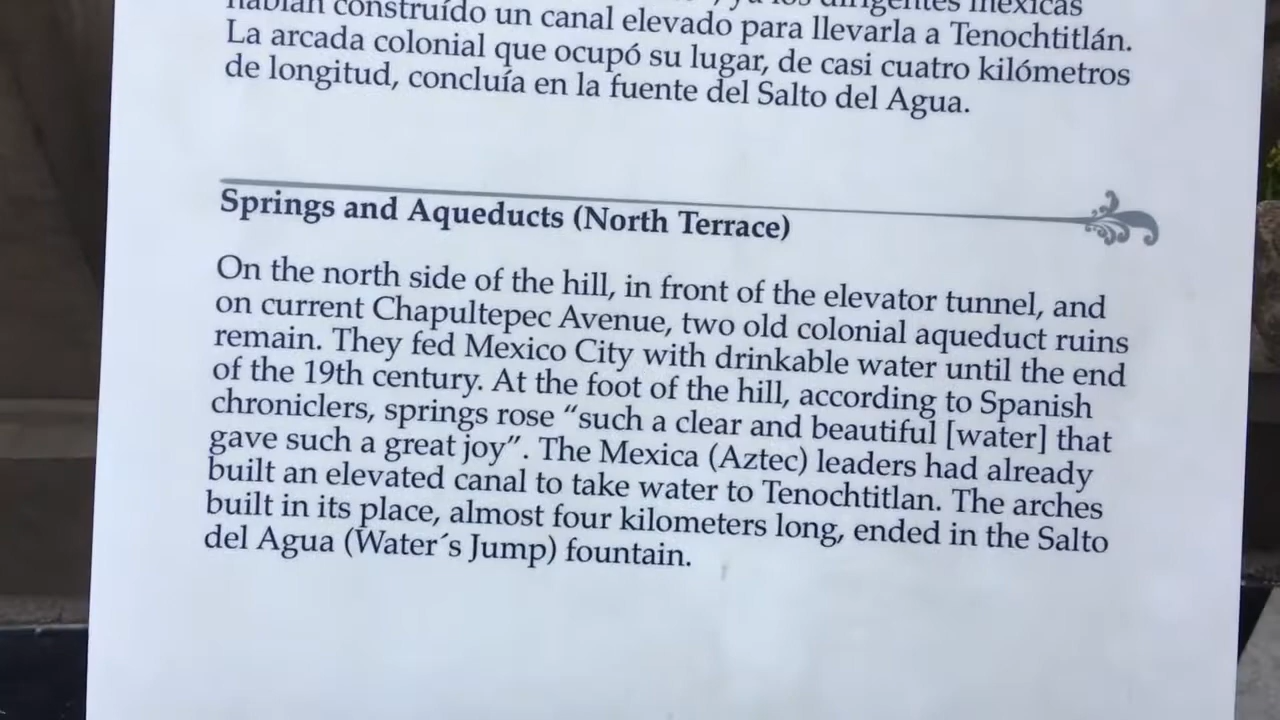 habían construído un canal elevado para llevarla a Tenochtitlán.
La arcada colonial que ocupó su lugar, de casi cuatro kilómetros
de longitud, concluía en la fuente del Salto del Agua.
Springs and Aqueducts (North Terrace)
On the north side of the hill, in front of the elevator tunnel, and
on current Chapultepec Avenue, two old colonial aqueduct ruins
remain. They fed Mexico City with drinkable water until the end
of the 19th century. At the foot of the hill, according to Spanish
chroniclers, springs rose “such a clear and beautiful [water] that
gave such a great joy”. The Mexica (Aztec) leaders had already
built an elevated canal to take water to Tenochtitlan. The arches
built in its place, almost four kilometers long, ended in the Salto
del Agua (Water´s Jump) fountain.